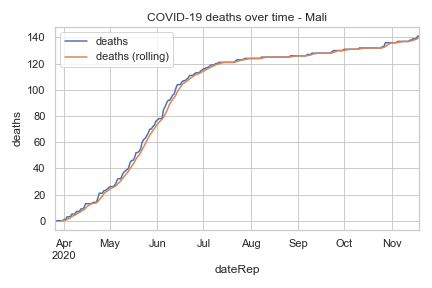 COVID-19 deaths over time - Mali
deaths
deaths (rolling)
deaths
140
120
100
80
60
40
20
0
Apr May Jun Jul Aug Sep Oct Nov
2020
dateRep